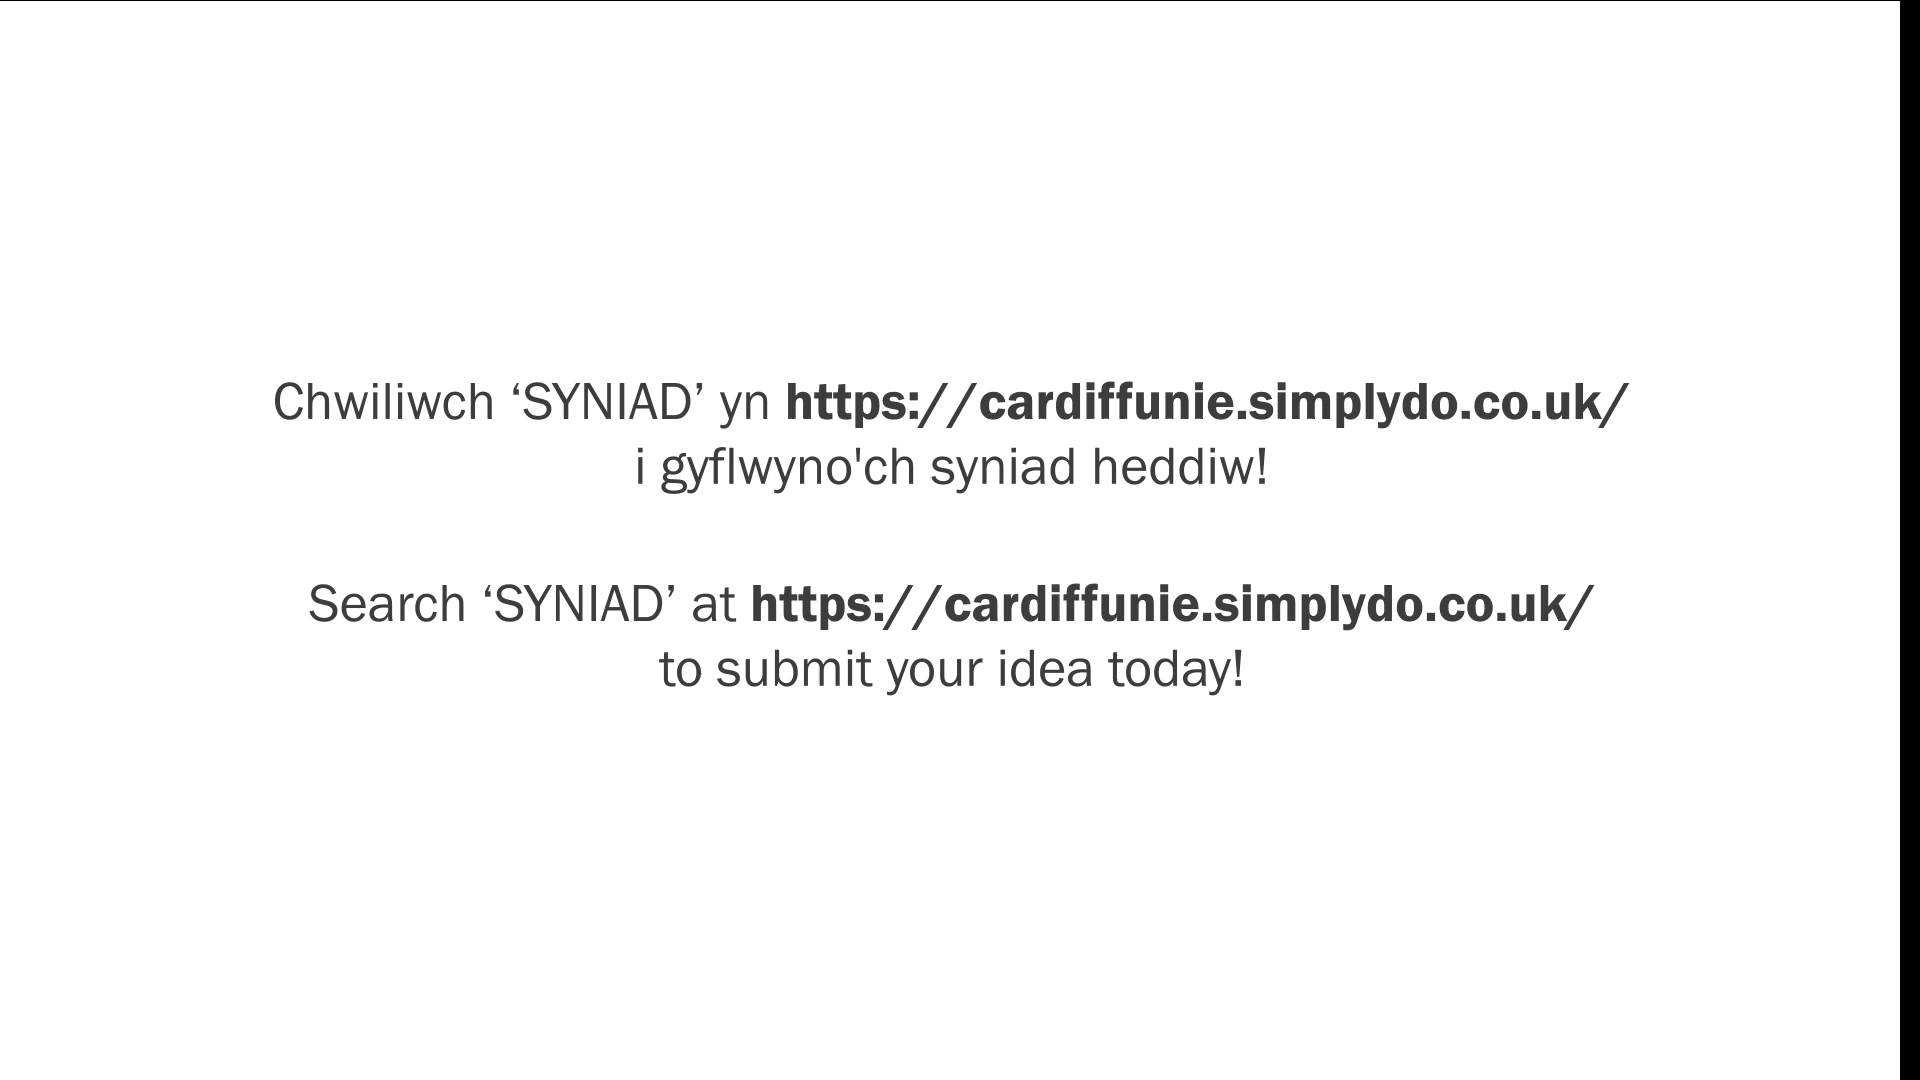 Chwiliwch ‘SYNIAD’ yn https://cardiffunie.simplydo.co.uk/
i gyflwyno'ch syniad heddiw!
Search ‘SYNIAD’ at https://cardiffunie.simplydo.co.uk/
to submit your idea today!